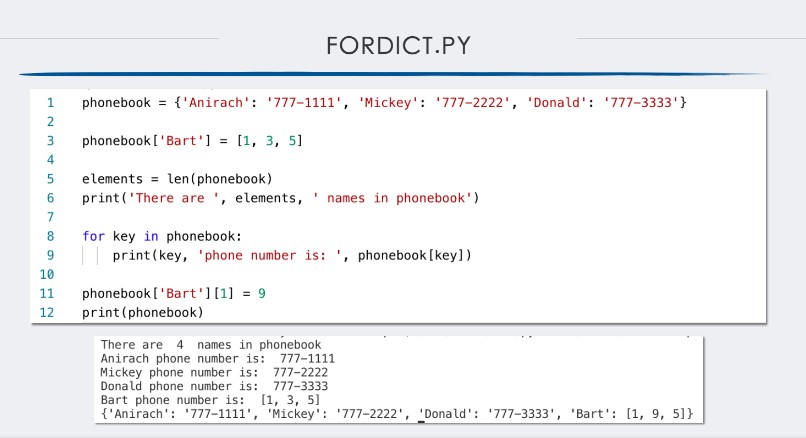 FORDICT.PY
1 phonebook = {'Anirach': '777-1111', 'Mickey': '777-2222', 'Donald': '777-3333'}
2
3 phonebook['Bart'] = [1, 3, 5]
4
5 elements = len(phonebook)
6 print('There are ', elements, ' names in phonebook')
7
8 for key in phonebook:
9     print(key, 'phone number is: ', phonebook[key])
10
11 phonebook['Bart'][1] = 9
12 print(phonebook)
There are  4  names in phonebook
Anirach phone number is:  777-1111
Mickey phone number is:  777-2222
Donald phone number is:  777-3333
Bart phone number is:  [1, 3, 5]
{'Anirach': '777-1111', 'Mickey': '777-2222', 'Donald': '777-3333', 'Bart': [1, 9, 5]}